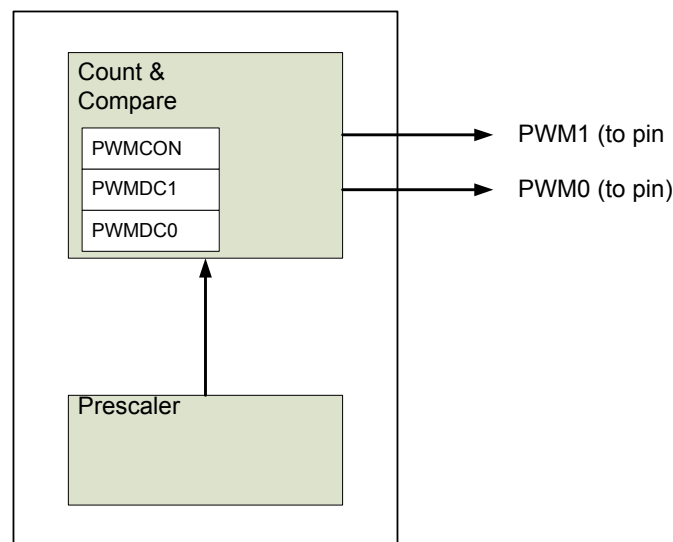 Count &
Compare
PWMCON
PWMDC1
PWMDC0
PWM1 (to pin
PWM0 (to pin)
Prescaler